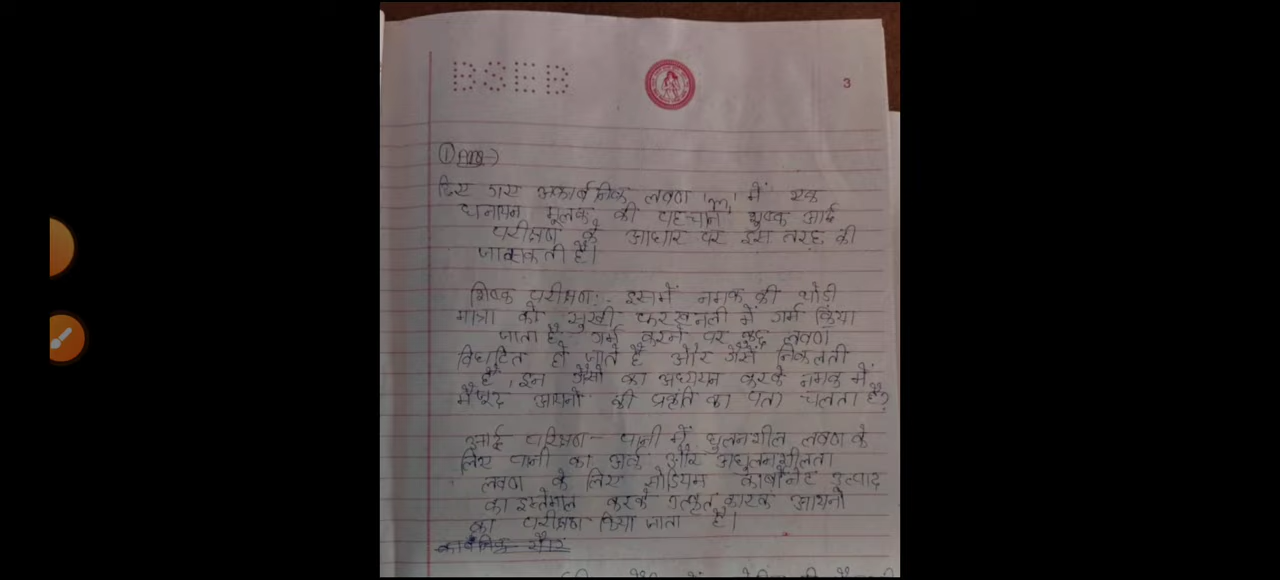 BSEB
3
① Ans→
दिए गए अकार्बनिक लवण 'm' में एक
धनायन मूलक की पहचान शुष्क आर्द्र
परीक्षण के आधार पर इस तरह की
जा सकती है।
शिष्क परीक्षण:- इसमें नमक की थोडी
मात्रा को सुखी परखनली में गर्म किया
जाता है गर्म करने पर कुछ लवण
विघटित हो जाते है और गैसें निकलती
है, इन गैसो का अध्ययन करके नमक में
मौजूद आयनो की प्रकृति का पता चलता है?
आर्द्र परिक्षण - पानी में घुलनशील लवण के
लिए पानी का अर्क और अघुलनशीलता
लवण के लिए सोडियम कार्बोनेट उत्पाद
का इस्तेमाल करके कारक आयनो
का परीक्षण किया जाता है।
कार्बनिक